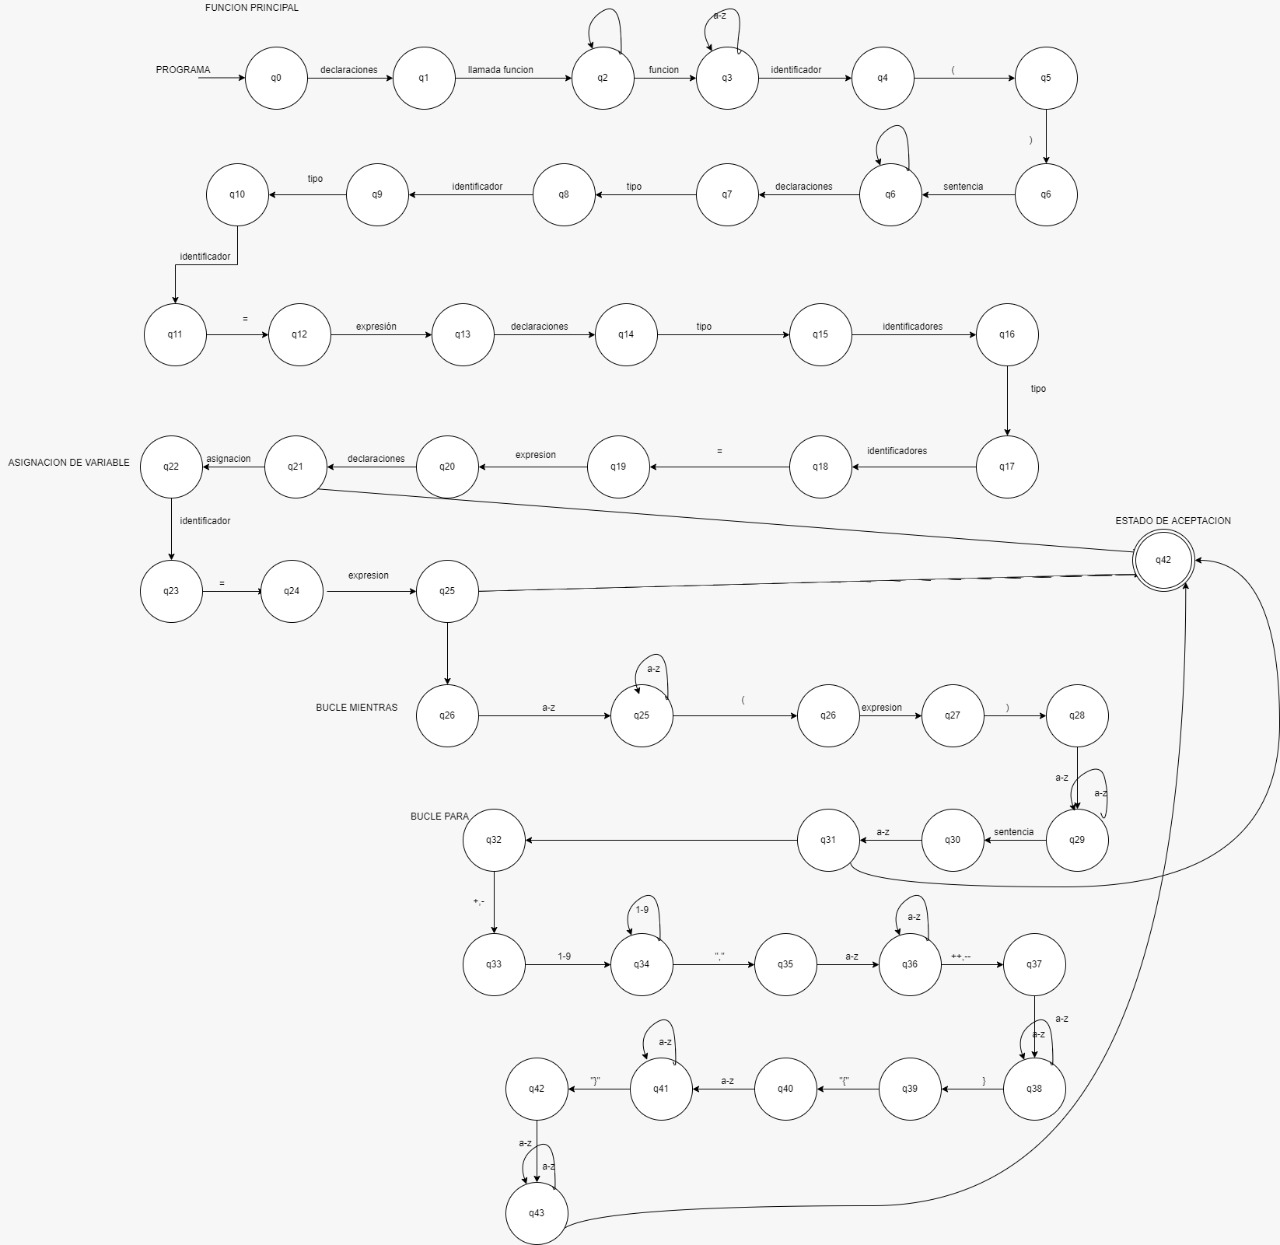 FUNCION PRINCIPAL
a-z
PROGRAMA
q0
declaraciones
q1
llamada funcion
q2
funcion
q3
identificador
q4
(
q5
)
q10
tipo
q9
identificador
q8
tipo
q7
declaraciones
q6
sentencia
q6
identificador
q11
=
q12
expresión
q13
declaraciones
q14
tipo
q15
identificadores
q16
tipo
ASIGNACION DE VARIABLE
q22
asignacion
q21
declaraciones
q20
expresion
q19
=
q18
identificadores
q17
identificador
ESTADO DE ACEPTACION
q42
q23
=
q24
expresion
q25
a-z
BUCLE MIENTRAS
q26
a-z
q25
(
q26
expresion
q27
)
q28
a-z
a-z
BUCLE PARA
q32
q31
a-z
q30
sentencia
q29
+,-
1-9
a-z
q33
1-9
q34
","
q35
a-z
q36
++,--
q37
a-z
a-z
a-z
q42
"}"
q41
a-z
q40
"{"
q39
}
q38
a-z
a-z
q43